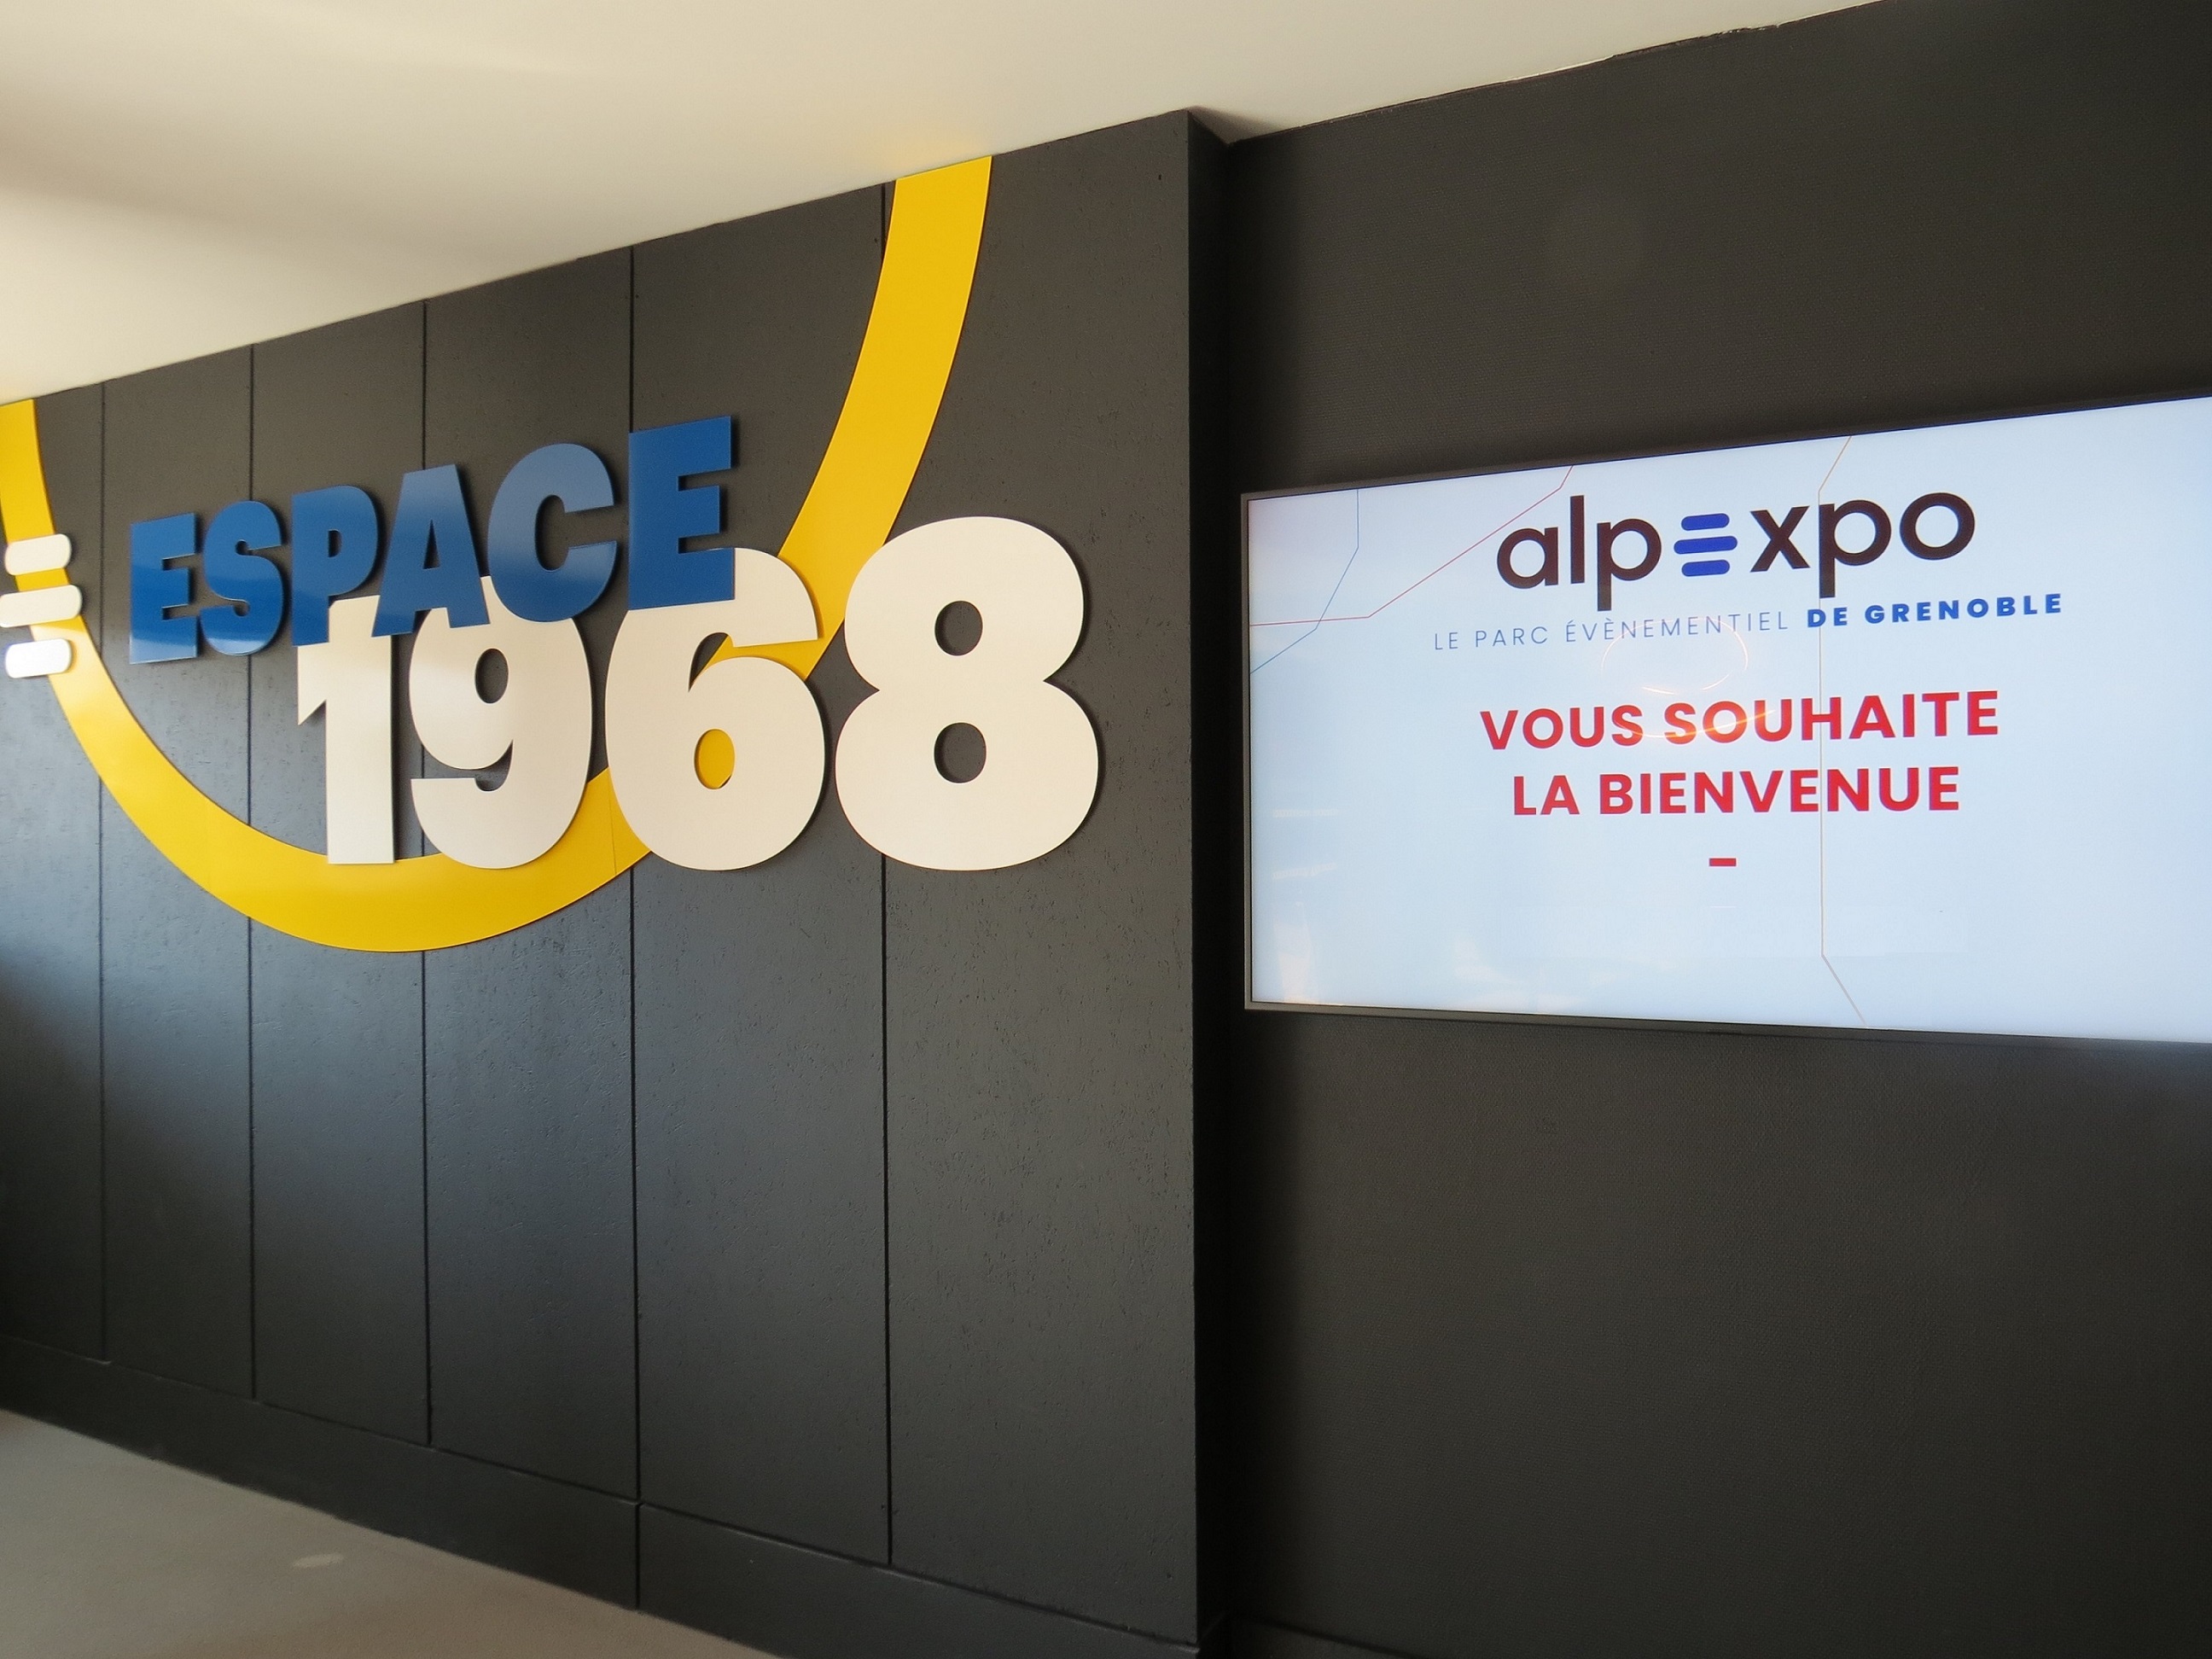 ESPACE
1968
alpexpo
LE PARC ÉVÈNEMENTIEL DE GRENOBLE
VOUS SOUHAITE
LA BIENVENUE
–